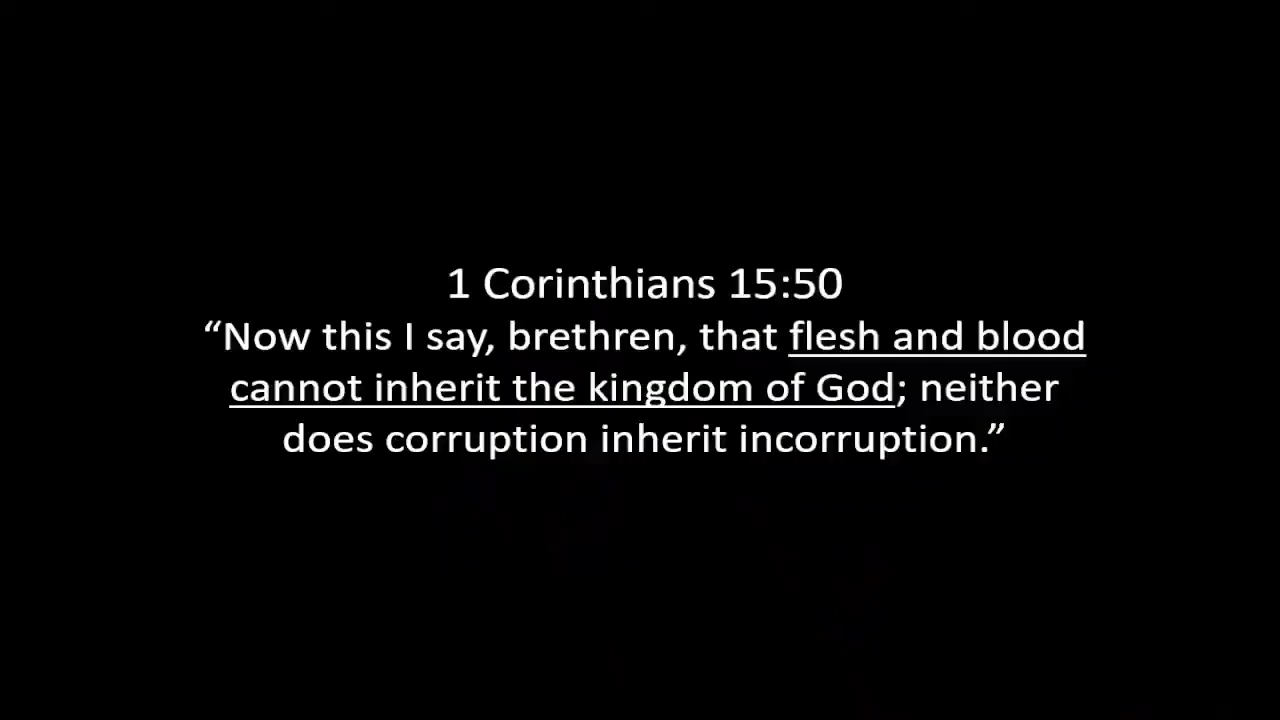 1 Corinthians 15:50
“Now this I say, brethren, that flesh and blood
cannot inherit the kingdom of God; neither
does corruption inherit incorruption.”